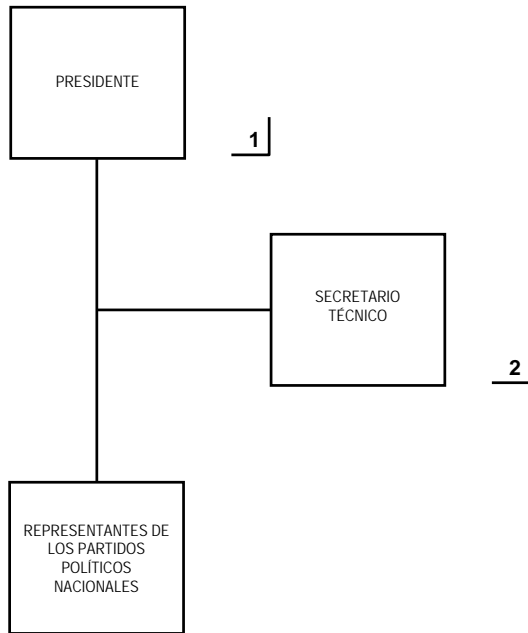 PRESIDENTE
1
SECRETARIO
TÉCNICO
2
REPRESENTANTES DE
LOS PARTIDOS
POLÍTICOS
NACIONALES